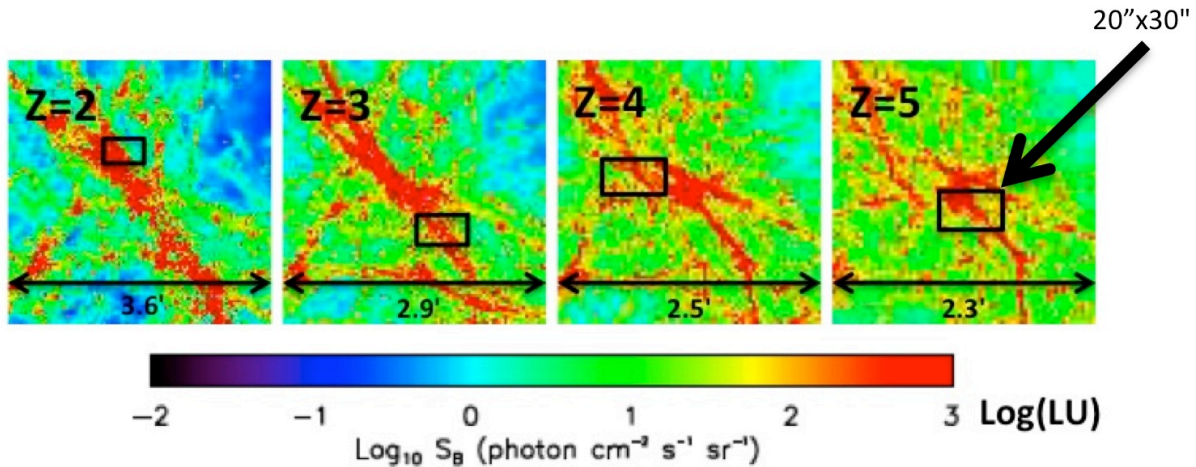 20”x30"
Z=2 Z=3 Z=4 Z=5
3.6' 2.9' 2.5' 2.3'
−2 −1 0 1 2 3 Log(LU)
Log₁₀ S_B (photon cm⁻² s⁻¹ sr⁻¹)